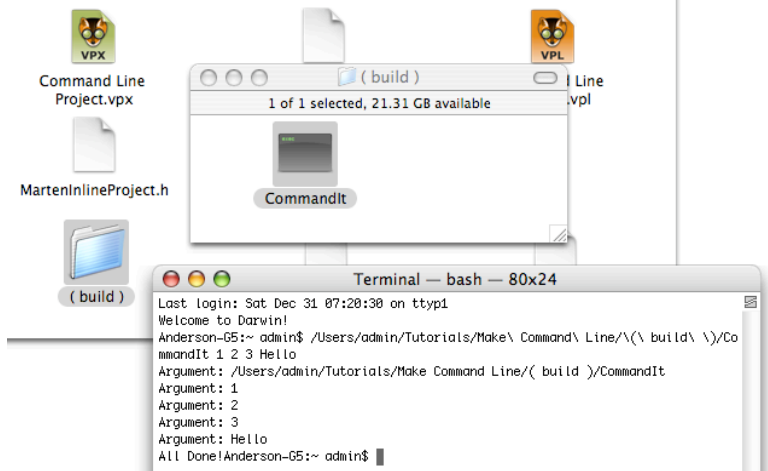 VPX
Command Line
Project.vpx
VPL
Line
.vpl
( build )
1 of 1 selected, 21.31 GB available
exec
CommandIt
MartenInlineProject.h
( build )
Terminal — bash — 80x24
Last login: Sat Dec 31 07:20:30 on ttyp1
Welcome to Darwin!
Anderson-G5:~ admin$ /Users/admin/Tutorials/Make\ Command\ Line/\(\ build\ \)/Co
mmandIt 1 2 3 Hello
Argument: /Users/admin/Tutorials/Make Command Line/( build )/CommandIt
Argument: 1
Argument: 2
Argument: 3
Argument: Hello
All Done!Anderson-G5:~ admin$